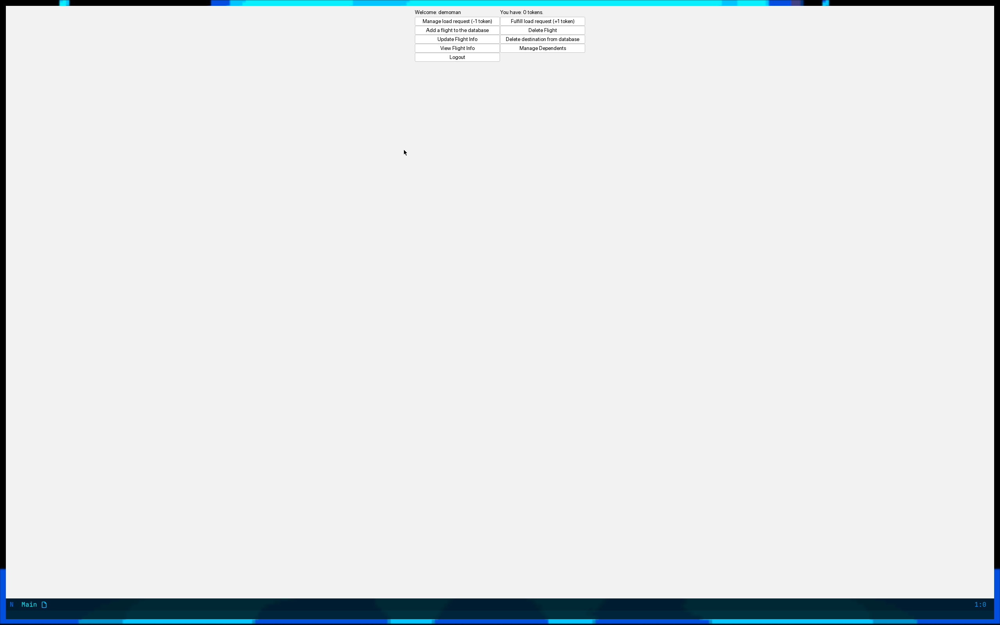 Welcome: demoman You have: 0 tokens.
Manage load request (-1 token) Fulfill load request (+1 token)
Add a flight to the database Delete Flight
Update Flight Info Delete destination from database
View Flight Info Manage Dependents
Logout
N Main 1:0